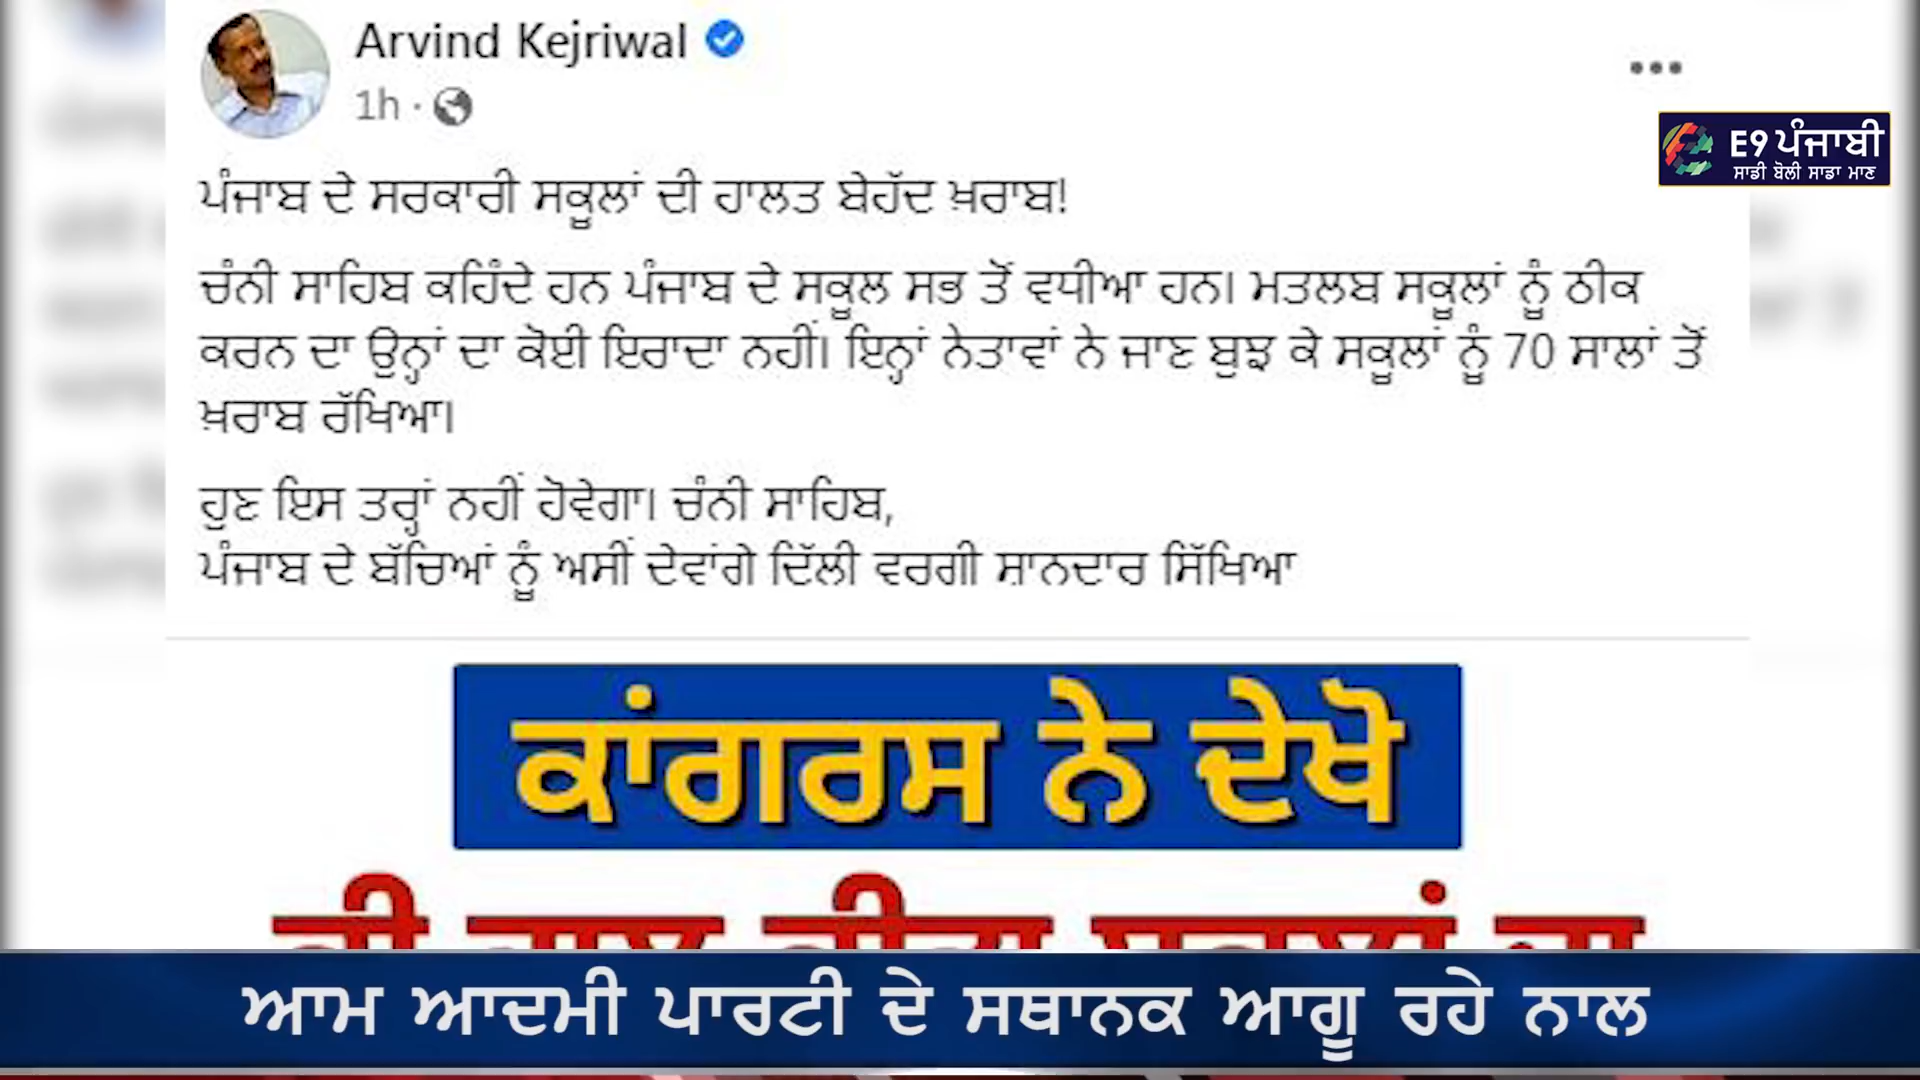 Arvind Kejriwal
1h ·
E9 ਪੰਜਾਬੀ
ਸਾਡੀ ਬੋਲੀ ਸਾਡਾ ਮਾਣ
ਪੰਜਾਬ ਦੇ ਸਰਕਾਰੀ ਸਕੂਲਾਂ ਦੀ ਹਾਲਤ ਬੇਹੱਦ ਖ਼ਰਾਬ!
ਚੰਨੀ ਸਾਹਿਬ ਕਹਿੰਦੇ ਹਨ ਪੰਜਾਬ ਦੇ ਸਕੂਲ ਸਭ ਤੋਂ ਵਧੀਆ ਹਨ। ਮਤਲਬ ਸਕੂਲਾਂ ਨੂੰ ਠੀਕ
ਕਰਨ ਦਾ ਉਨ੍ਹਾਂ ਦਾ ਕੋਈ ਇਰਾਦਾ ਨਹੀਂ। ਇਨ੍ਹਾਂ ਨੇਤਾਵਾਂ ਨੇ ਜਾਣ ਬੁਝ ਕੇ ਸਕੂਲਾਂ ਨੂੰ 70 ਸਾਲਾਂ ਤੋਂ
ਖ਼ਰਾਬ ਰੱਖਿਆ।
ਹੁਣ ਇਸ ਤਰ੍ਹਾਂ ਨਹੀਂ ਹੋਵੇਗਾ। ਚੰਨੀ ਸਾਹਿਬ,
ਪੰਜਾਬ ਦੇ ਬੱਚਿਆਂ ਨੂੰ ਅਸੀਂ ਦੇਵਾਂਗੇ ਦਿੱਲੀ ਵਰਗੀ ਸ਼ਾਨਦਾਰ ਸਿੱਖਿਆ
ਕਾਂਗਰਸ ਨੇ ਦੇਖੋ
ਆਮ ਆਦਮੀ ਪਾਰਟੀ ਦੇ ਸਥਾਨਕ ਆਗੂ ਰਹੇ ਨਾਲ